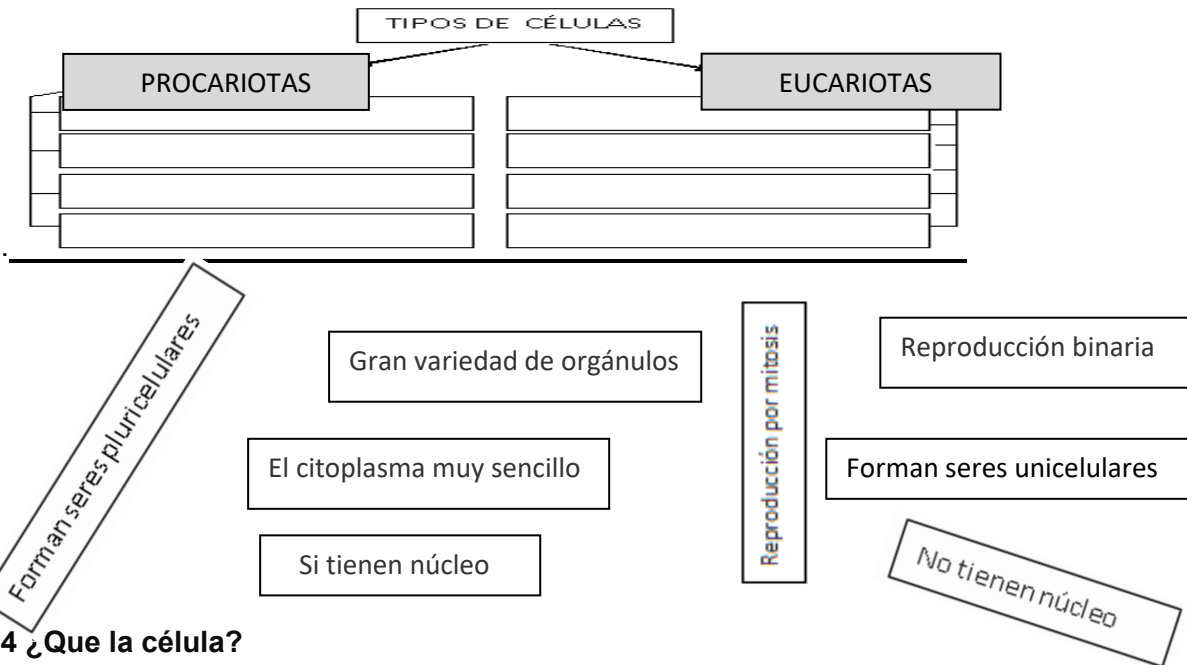 TIPOS DE CÉLULAS
PROCARIOTAS
EUCARIOTAS
.
Forman seres pluricelulares
Gran variedad de orgánulos
Reproducción por mitosis
Reproducción binaria
El citoplasma muy sencillo
Forman seres unicelulares
Si tienen núcleo
No tienen núcleo
4 ¿Que la célula?